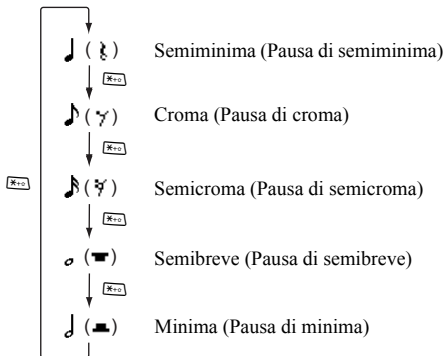 Semiminima (Pausa di semiminima)
Croma (Pausa di croma)
Semicroma (Pausa di semicroma)
Semibreve (Pausa di semibreve)
Minima (Pausa di minima)